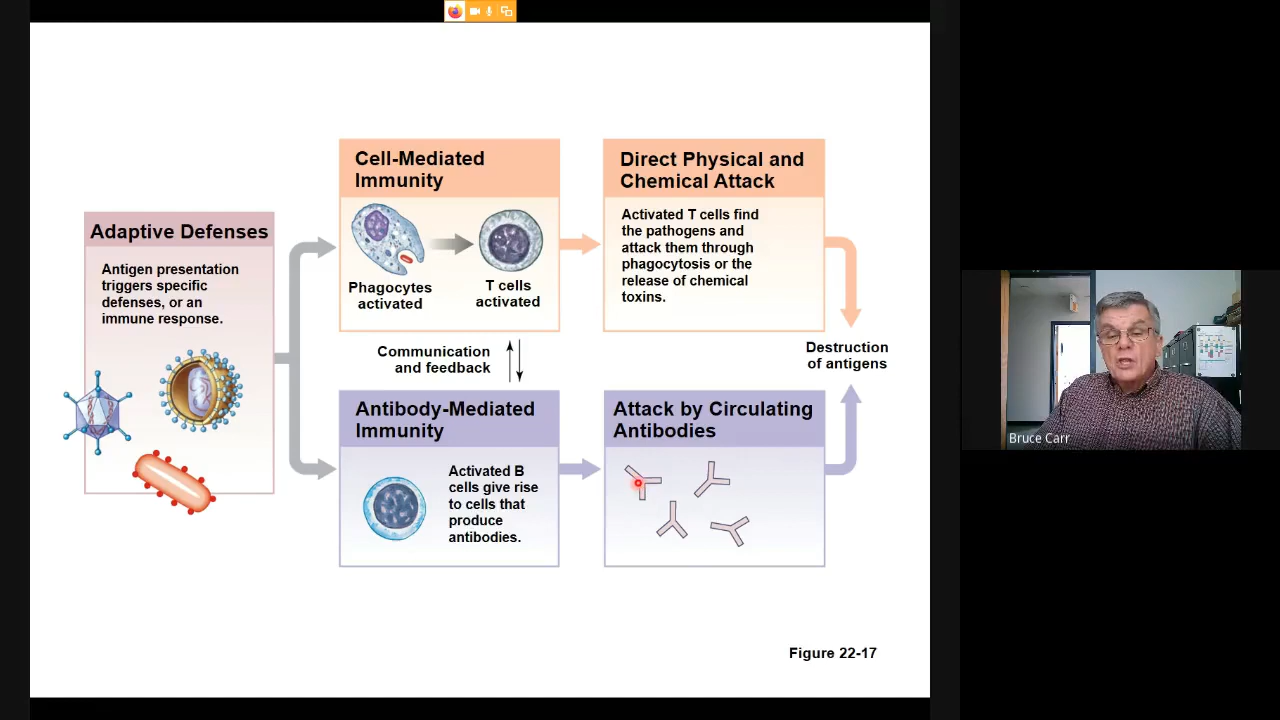 Adaptive Defenses
Antigen presentation
triggers specific
defenses, or an
immune response.
Cell-Mediated
Immunity
Phagocytes
activated
T cells
activated
Direct Physical and
Chemical Attack
Activated T cells find
the pathogens and
attack them through
phagocytosis or the
release of chemical
toxins.
Communication
and feedback
Destruction
of antigens
Antibody-Mediated
Immunity
Activated B
cells give rise
to cells that
produce
antibodies.
Attack by Circulating
Antibodies
Figure 22-17
Bruce Carr